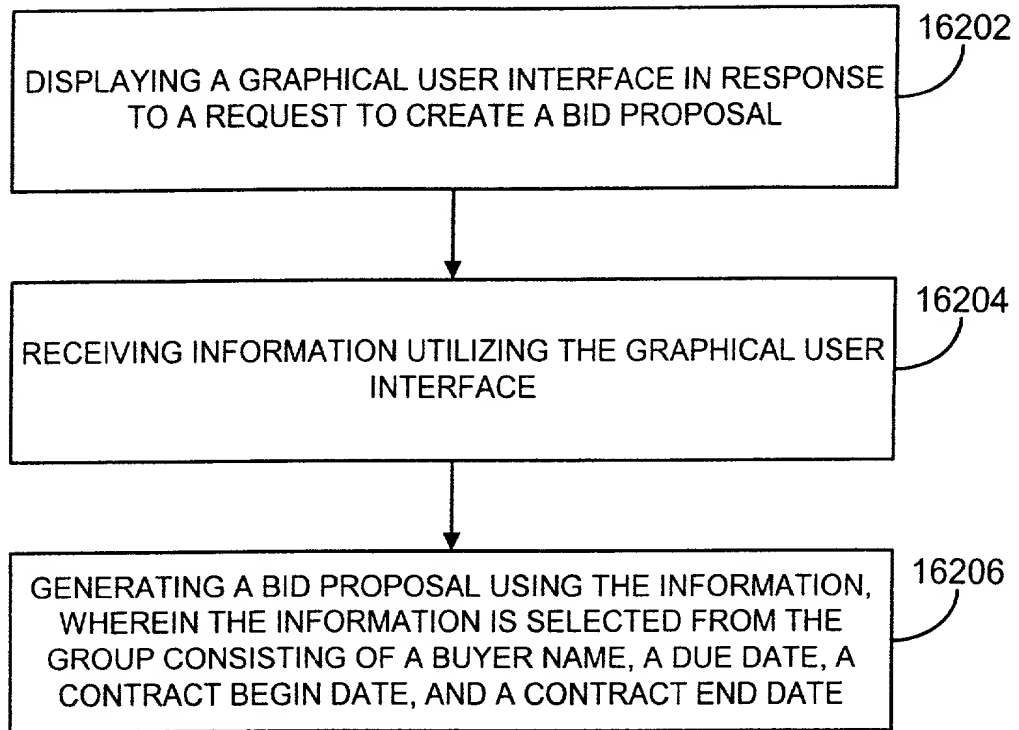 16202
DISPLAYING A GRAPHICAL USER INTERFACE IN RESPONSE
TO A REQUEST TO CREATE A BID PROPOSAL
16204
RECEIVING INFORMATION UTILIZING THE GRAPHICAL USER
INTERFACE
16206
GENERATING A BID PROPOSAL USING THE INFORMATION,
WHEREIN THE INFORMATION IS SELECTED FROM THE
GROUP CONSISTING OF A BUYER NAME, A DUE DATE, A
CONTRACT BEGIN DATE, AND A CONTRACT END DATE